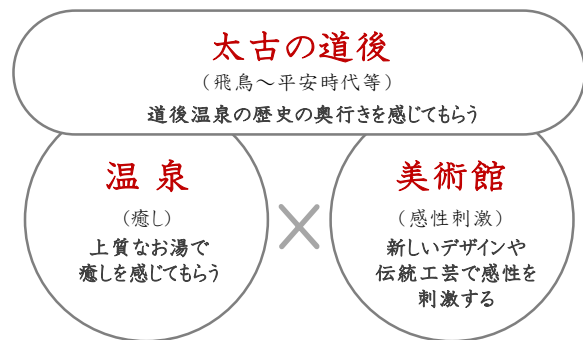 太古の道後
（飛鳥〜平安時代等）
道後温泉の歴史の奥行きを感じてもらう
温泉
（癒し）
上質なお湯で
癒しを感じてもらう
×
美術館
（感性刺激）
新しいデザインや
伝統工芸で感性を
刺激する